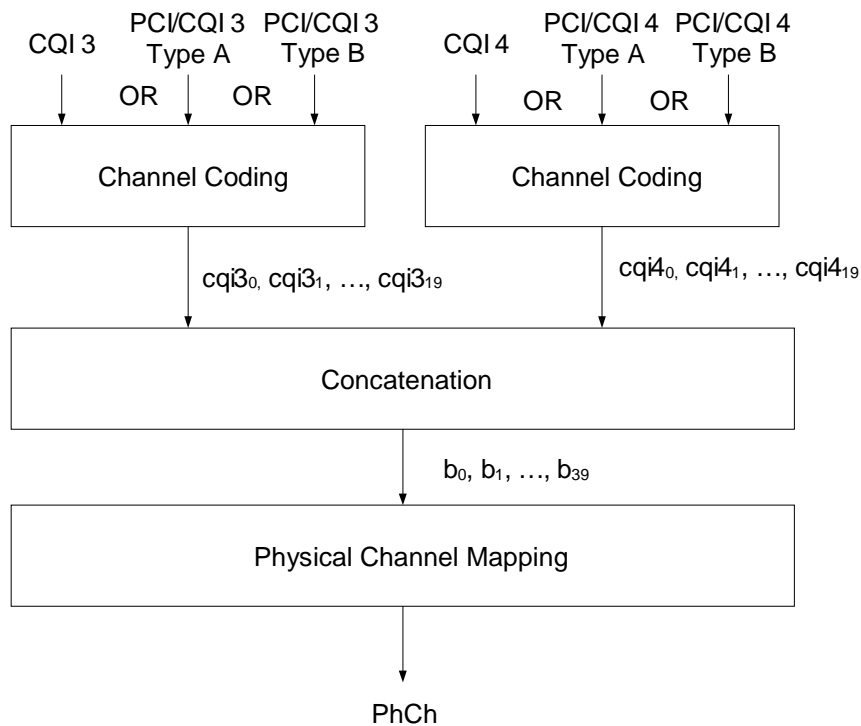 CQI 3
PCI/CQI 3
Type A
PCI/CQI 3
Type B
CQI 4
PCI/CQI 4
Type A
PCI/CQI 4
Type B
OR
OR
OR
OR
Channel Coding
Channel Coding
cqi3₀, cqi3₁, …, cqi3₁₉
cqi4₀, cqi4₁, …, cqi4₁₉
Concatenation
b₀, b₁, …, b₃₉
Physical Channel Mapping
PhCh